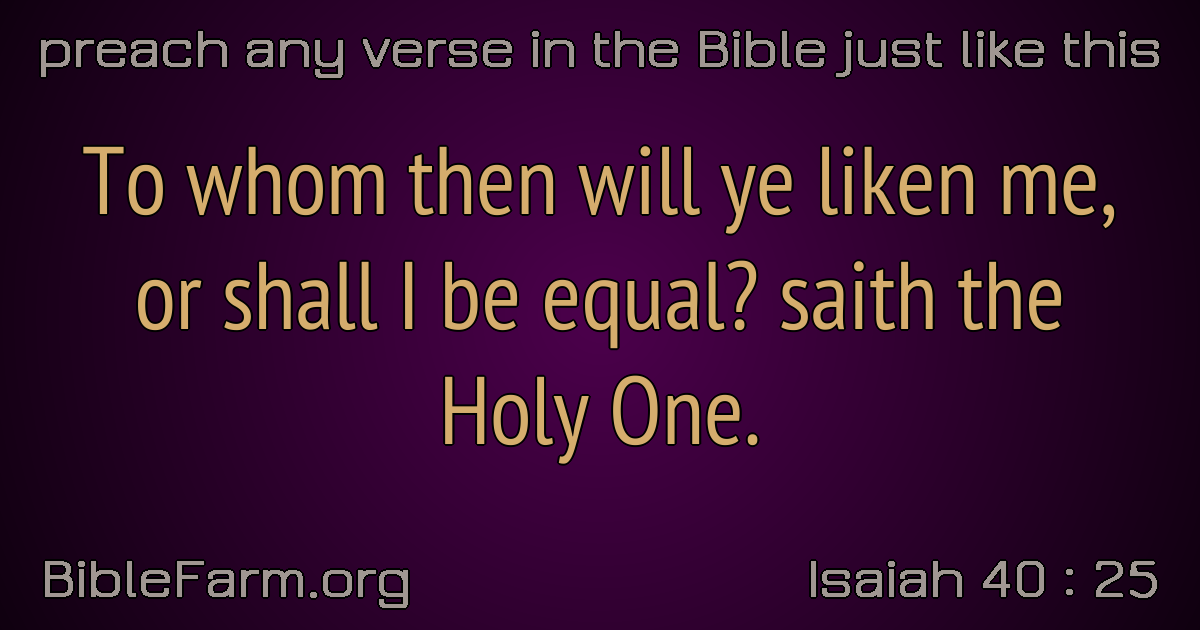 preach any verse in the Bible just like this
To whom then will ye liken me,
or shall I be equal? saith the
Holy One.
BibleFarm.org
Isaiah 40 : 25